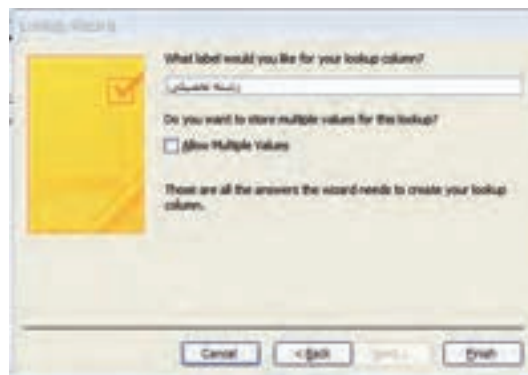 Lookup Wizard
What label would you like for your lookup column?
رشته تحصیلی
Do you want to store multiple values for this lookup?
Allow Multiple Values
Those are all the answers the wizard needs to create your lookup
column.
Cancel
< Back
Next >
Finish